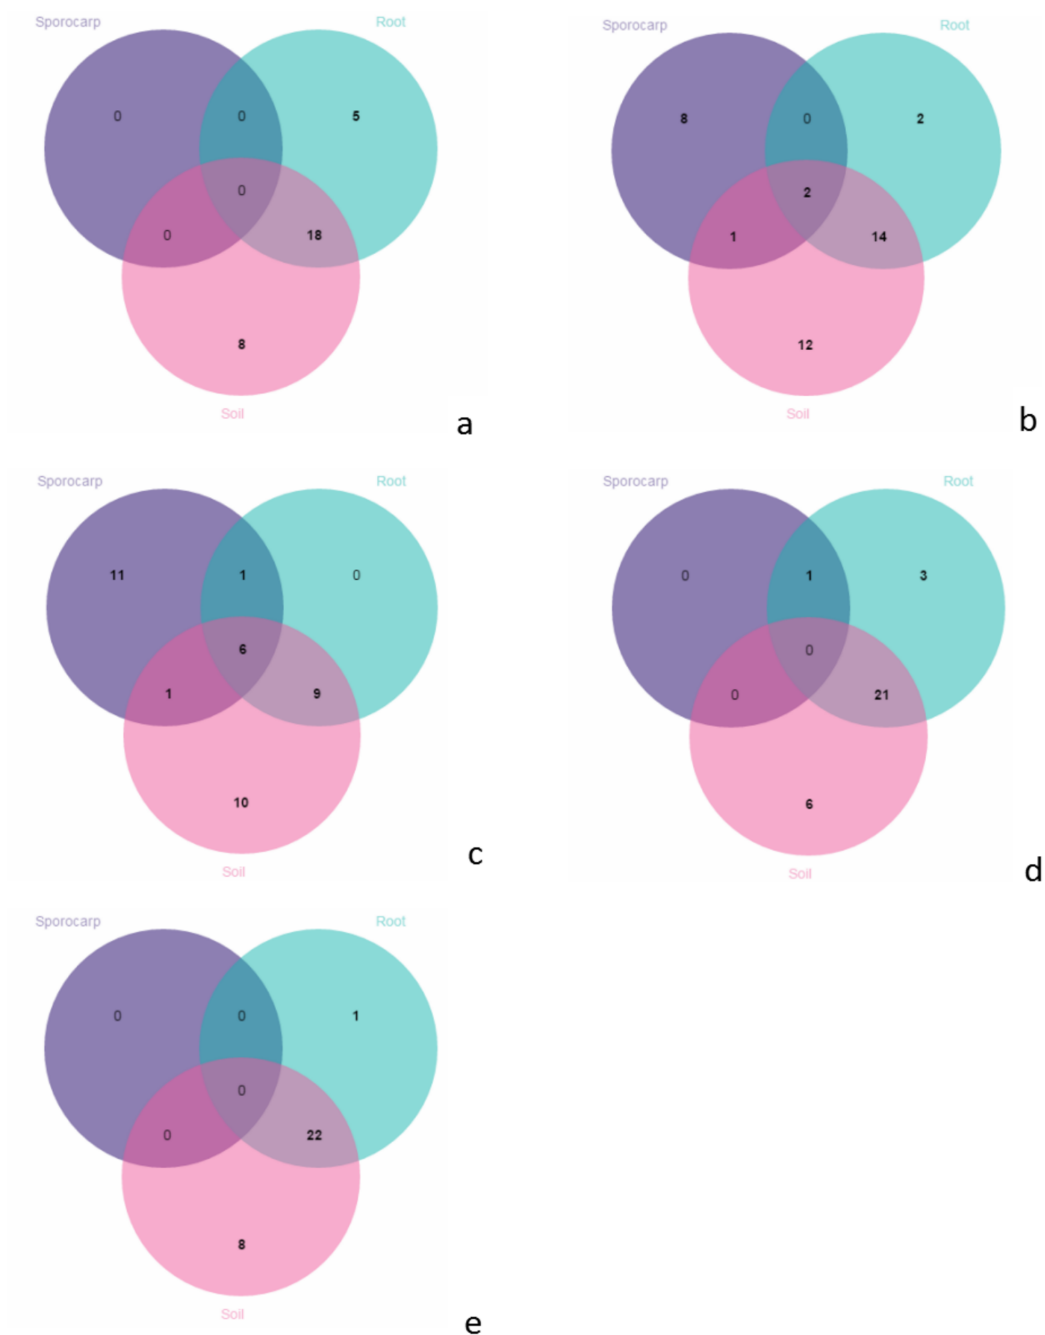 Sporocarp Root
0 0 5
0
0 18
8
Soil
a
Sporocarp Root
8 0 2
2
1 14
12
Soil
b
Sporocarp Root
11 1 0
6
1 9
10
Soil
c
Sporocarp Root
0 1 3
0
0 21
6
Soil
d
Sporocarp Root
0 0 1
0
0 22
8
Soil
e